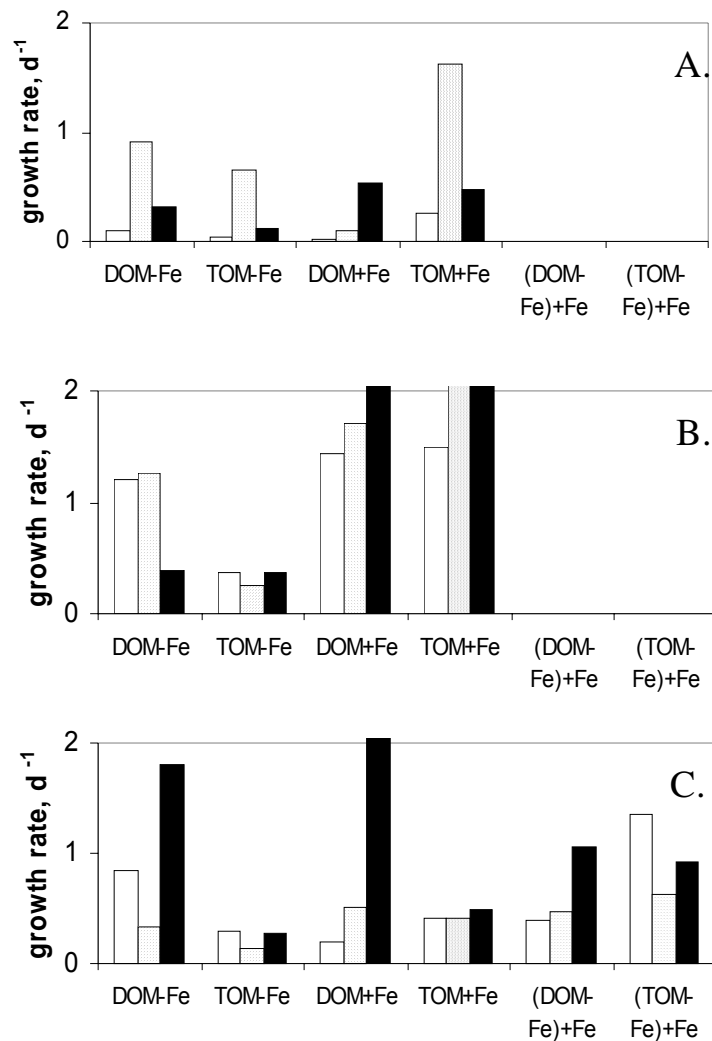 2
A.
growth rate, d⁻¹
1
0
DOM-Fe TOM-Fe DOM+Fe TOM+Fe (DOM- (TOM-
Fe)+Fe Fe)+Fe
2
B.
growth rate, d⁻¹
1
0
DOM-Fe TOM-Fe DOM+Fe TOM+Fe (DOM- (TOM-
Fe)+Fe Fe)+Fe
2
C.
growth rate, d⁻¹
1
0
DOM-Fe TOM-Fe DOM+Fe TOM+Fe (DOM- (TOM-
Fe)+Fe Fe)+Fe